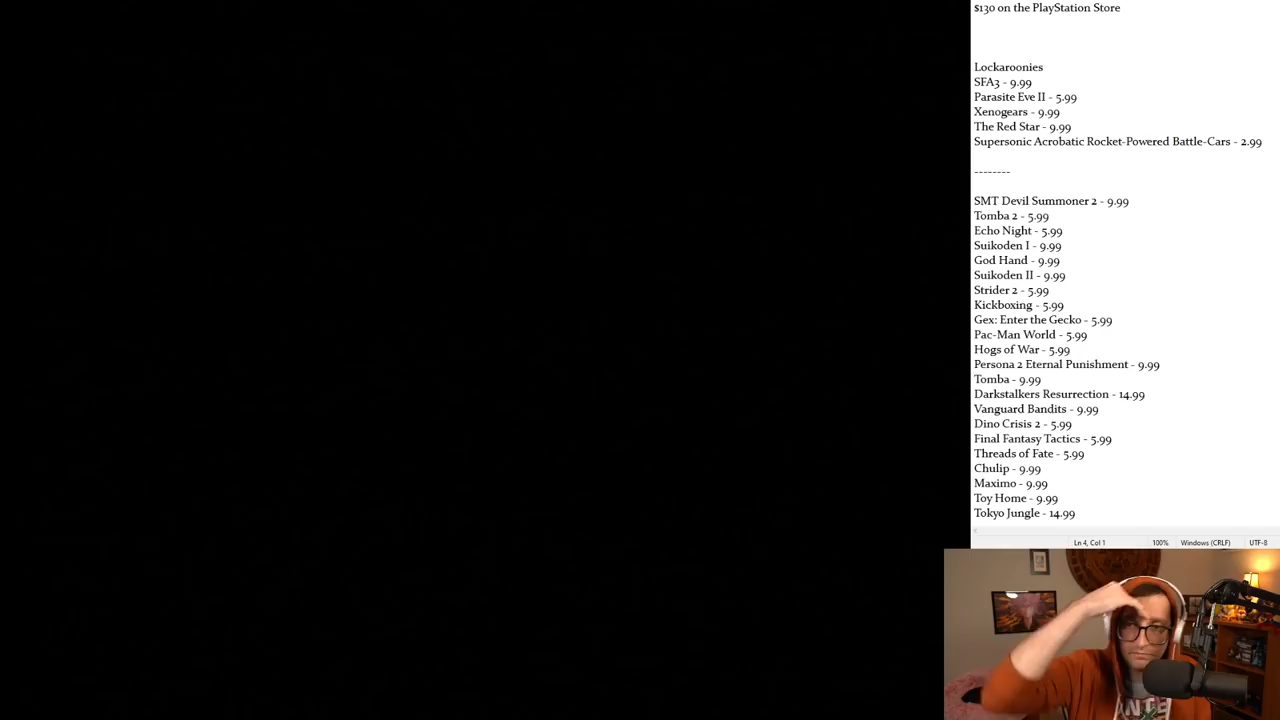 $130 on the PlayStation Store
Lockaroonies
SFA3 - 9.99
Parasite Eve II - 5.99
Xenogears - 9.99
The Red Star - 9.99
Supersonic Acrobatic Rocket-Powered Battle-Cars - 2.99
--------
SMT Devil Summoner 2 - 9.99
Tomba 2 - 5.99
Echo Night - 5.99
Suikoden I - 9.99
God Hand - 9.99
Suikoden II - 9.99
Strider 2 - 5.99
Kickboxing - 5.99
Gex: Enter the Gecko - 5.99
Pac-Man World - 5.99
Hogs of War - 5.99
Persona 2 Eternal Punishment - 9.99
Tomba - 9.99
Darkstalkers Resurrection - 14.99
Vanguard Bandits - 9.99
Dino Crisis 2 - 5.99
Final Fantasy Tactics - 5.99
Threads of Fate - 5.99
Chulip - 9.99
Maximo - 9.99
Toy Home - 9.99
Tokyo Jungle - 14.99
Ln 4, Col 1 100% Windows (CRLF) UTF-8